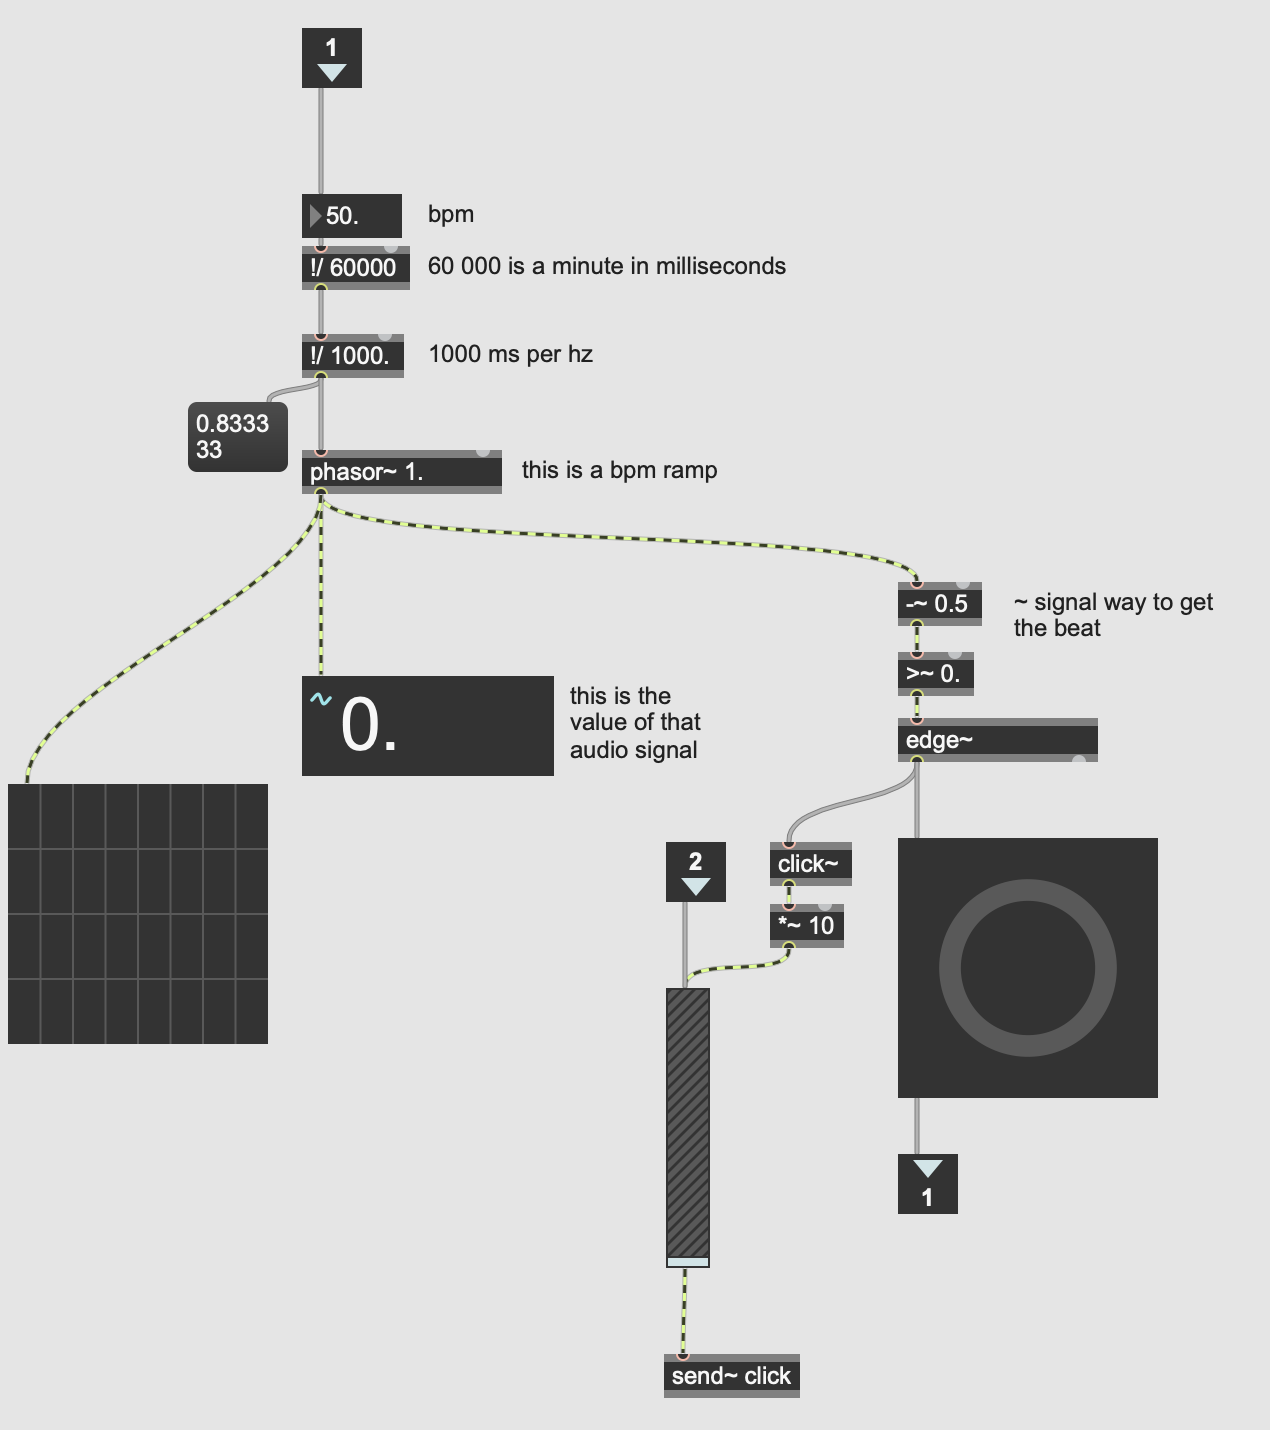 1
50.
bpm
!/ 60000
60 000 is a minute in milliseconds
!/ 1000.
1000 ms per hz
0.8333
33
phasor~ 1.
this is a bpm ramp
-~ 0.5
~ signal way to get
the beat
>~ 0.
edge~
~
0.
this is the
value of that
audio signal
2
click~
*~ 10
1
send~ click